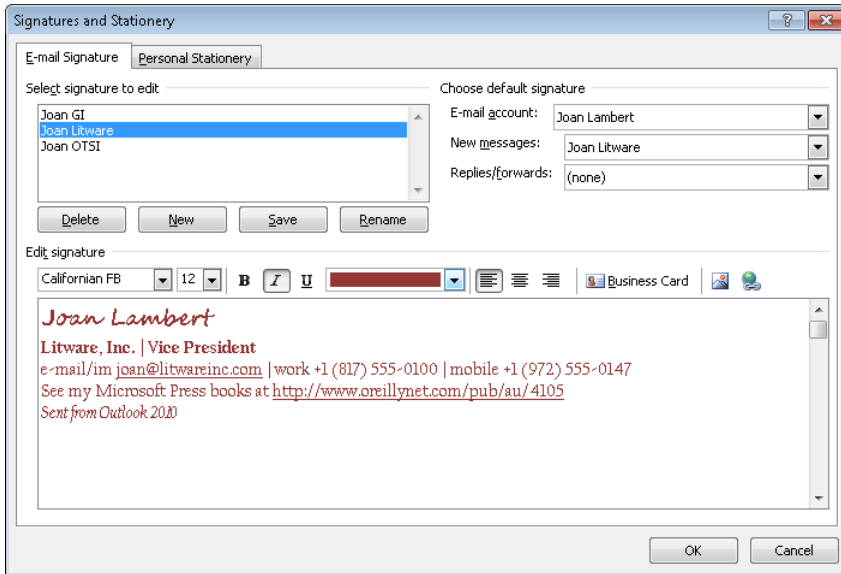 Signatures and Stationery
E-mail Signature Personal Stationery
Select signature to edit
Joan GI
Joan Litware
Joan OTSI
Delete New Save Rename
Choose default signature
E-mail account: Joan Lambert
New messages: Joan Litware
Replies/forwards: (none)
Edit signature
Californian FB 12 B I U Business Card
Joan Lambert
Litware, Inc. | Vice President
e-mail/im joan@litwareinc.com | work +1 (817) 555-0100 | mobile +1 (972) 555-0147
See my Microsoft Press books at http://www.oreillynet.com/pub/au/4105
Sent from Outlook 2010
OK Cancel